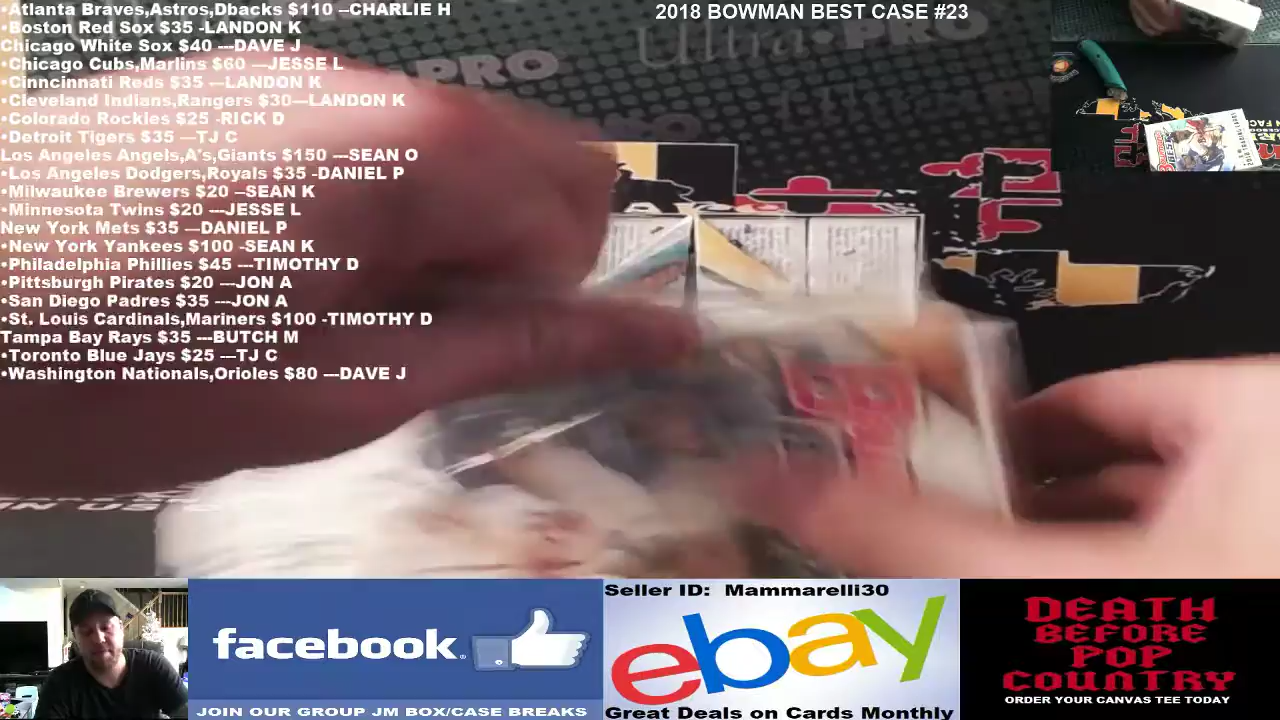 •Atlanta Braves,Astros,Dbacks $110 --CHARLIE H
•Boston Red Sox $35 -LANDON K
Chicago White Sox $40 ---DAVE J
•Chicago Cubs,Marlins $60 ---JESSE L
•Cinncinnati Reds $35 ---LANDON K
•Cleveland Indians,Rangers $30---LANDON K
•Colorado Rockies $25 -RICK D
•Detroit Tigers $35 ---TJ C
Los Angeles Angels,A's,Giants $150 ---SEAN O
•Los Angeles Dodgers,Royals $35 -DANIEL P
•Milwaukee Brewers $20 --SEAN K
•Minnesota Twins $20 ---JESSE L
New York Mets $35 ---DANIEL P
•New York Yankees $100 -SEAN K
•Philadelphia Phillies $45 ---TIMOTHY D
•Pittsburgh Pirates $20 ---JON A
•San Diego Padres $35 ---JON A
•St. Louis Cardinals,Mariners $100 -TIMOTHY D
Tampa Bay Rays $35 ---BUTCH M
•Toronto Blue Jays $25 ---TJ C
•Washington Nationals,Orioles $80 ---DAVE J
2018 BOWMAN BEST CASE #23
Ultra•PRO
PRO
facebook.
JOIN OUR GROUP JM BOX/CASE BREAKS
Seller ID: Mammarelli30
ebay
Great Deals on Cards Monthly
DEATH
BEFORE
POP
COUNTRY
ORDER YOUR CANVAS TEE TODAY